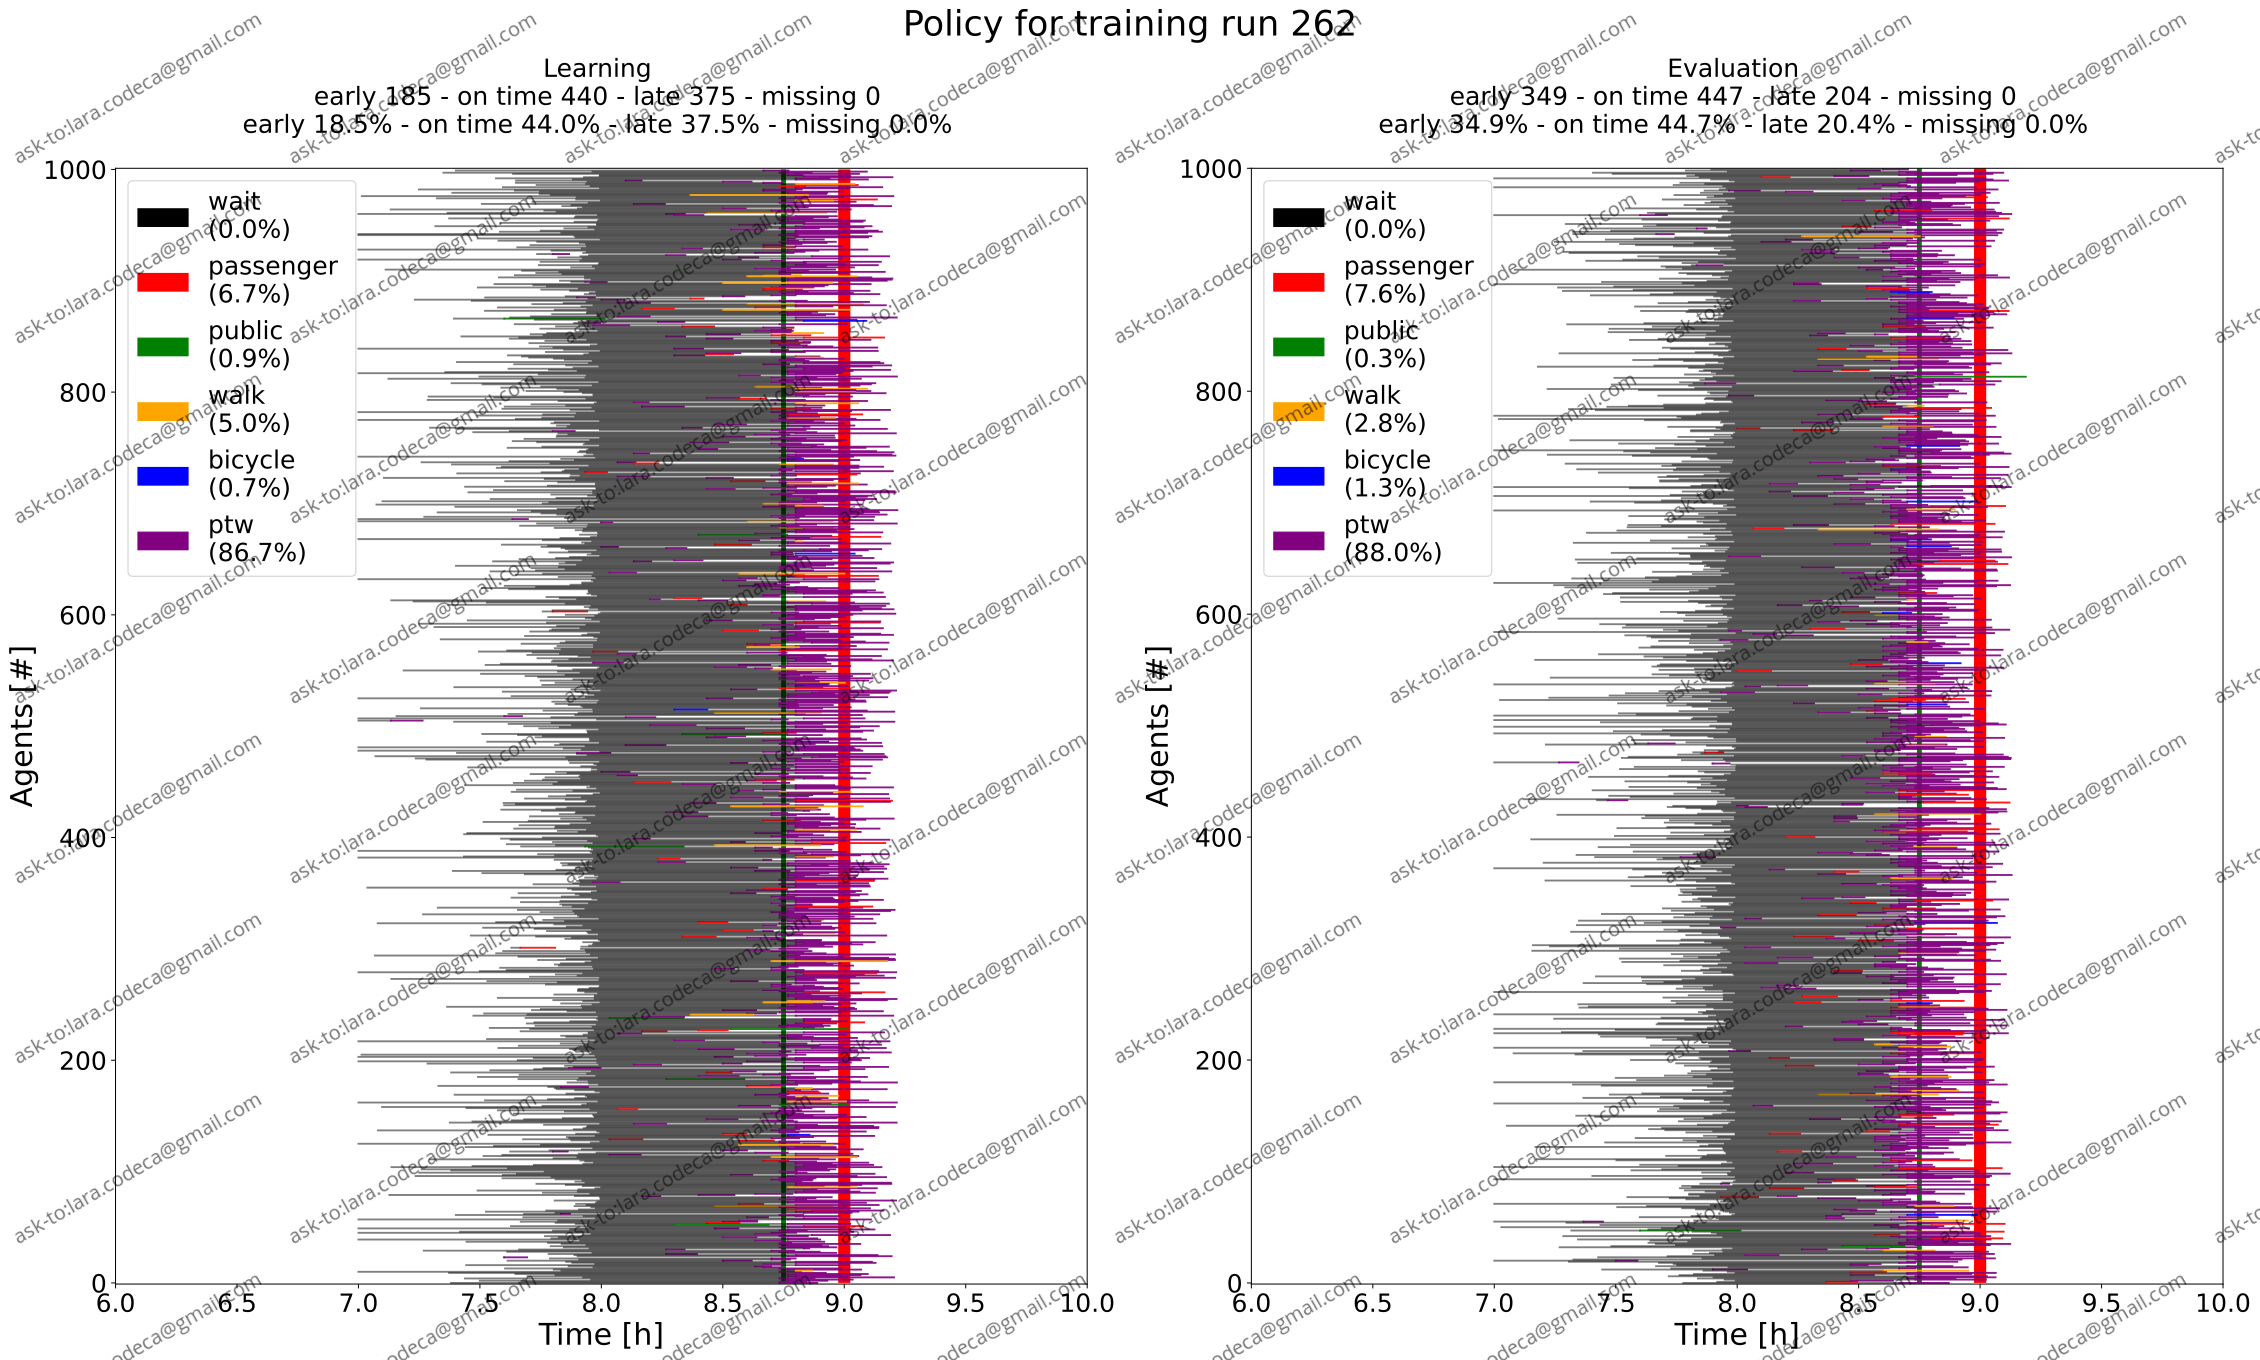 Policy for training run 262
Learning
early 185 - on time 440 - late 375 - missing 0
early 18.5% - on time 44.0% - late 37.5% - missing 0.0%
1000
800
600
400
200
0
Agents [#]
wait
(0.0%)
passenger
(6.7%)
public
(0.9%)
walk
(5.0%)
bicycle
(0.7%)
ptw
(86.7%)
6.0 6.5 7.0 7.5 8.0 8.5 9.0 9.5 10.0
Time [h]
Evaluation
early 349 - on time 447 - late 204 - missing 0
early 34.9% - on time 44.7% - late 20.4% - missing 0.0%
1000
800
600
400
200
0
Agents [#]
wait
(0.0%)
passenger
(7.6%)
public
(0.3%)
walk
(2.8%)
bicycle
(1.3%)
ptw
(88.0%)
6.0 6.5 7.0 7.5 8.0 8.5 9.0 9.5 10.0
Time [h]
ask-to:lara.codeca@gmail.com